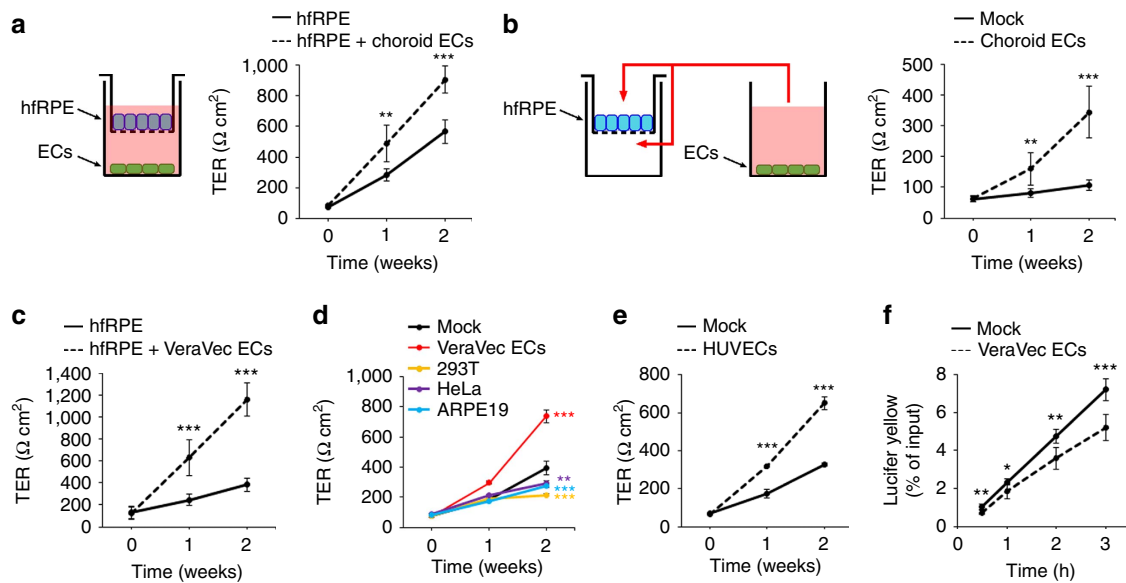 a
hfRPE
hfRPE + choroid ECs
hfRPE
ECs
TER (Ω cm²)
1,000
800
600
400
200
0
**
***
0 1 2
Time (weeks)
b
hfRPE
ECs
Mock
Choroid ECs
TER (Ω cm²)
500
400
300
200
100
0
**
***
0 1 2
Time (weeks)
c
hfRPE
hfRPE + VeraVec ECs
TER (Ω cm²)
1,400
1,200
1,000
800
600
400
200
0
***
***
0 1 2
Time (weeks)
d
Mock
VeraVec ECs
293T
HeLa
ARPE19
TER (Ω cm²)
1,000
800
600
400
200
0
***
**
***
***
0 1 2
Time (weeks)
e
Mock
HUVECs
TER (Ω cm²)
800
600
400
200
0
***
***
0 1 2
Time (weeks)
f
Mock
VeraVec ECs
Lucifer yellow
(% of input)
8
6
4
2
0
**
*
**
***
0 1 2 3
Time (h)